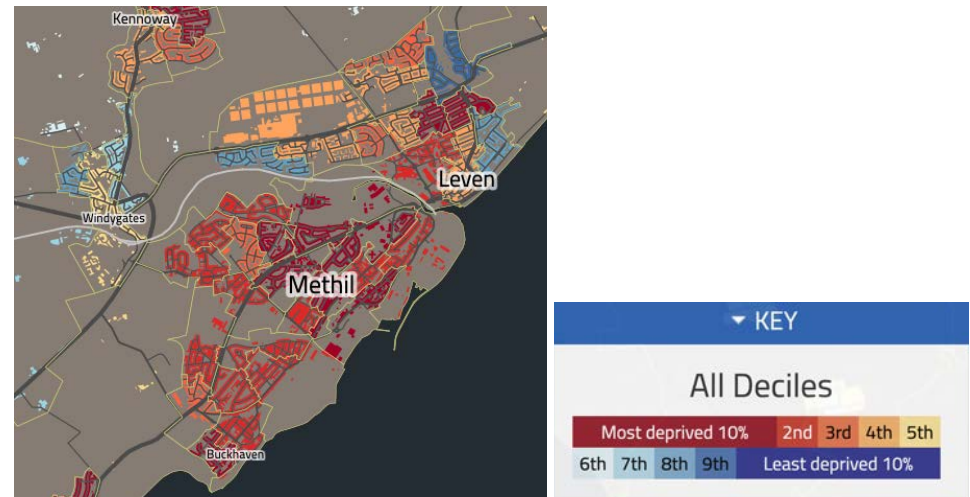 Kennoway
Leven
Windygates
Methil
Buckhaven
KEY
All Deciles
Most deprived 10% 2nd 3rd 4th 5th
6th 7th 8th 9th Least deprived 10%